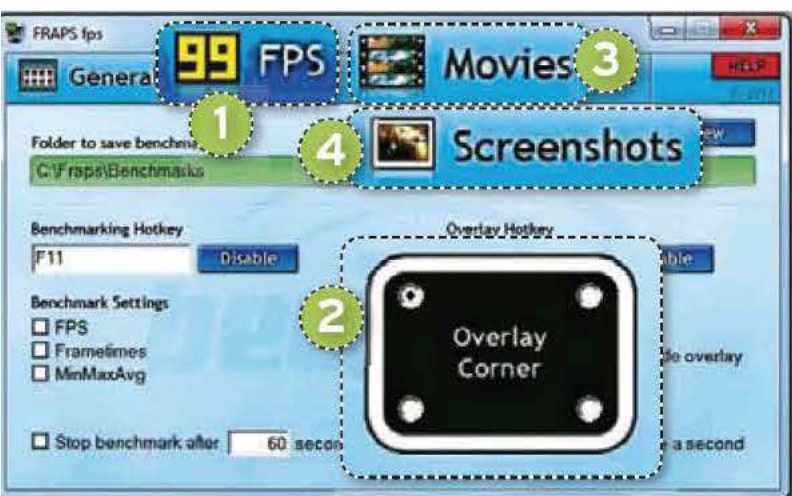 FRAPS fps
General
99 FPS
Movies
3
HELP
1
4
Screenshots
Folder to save benchma
C:\Fraps\Benchmarks
Benchmarking Hotkey
Overlay Hotkey
F11
Disable
Benchmark Settings
2
FPS
Overlay
Corner
Frametimes
de overlay
MinMaxAvg
Stop benchmark after 60 secon
a second